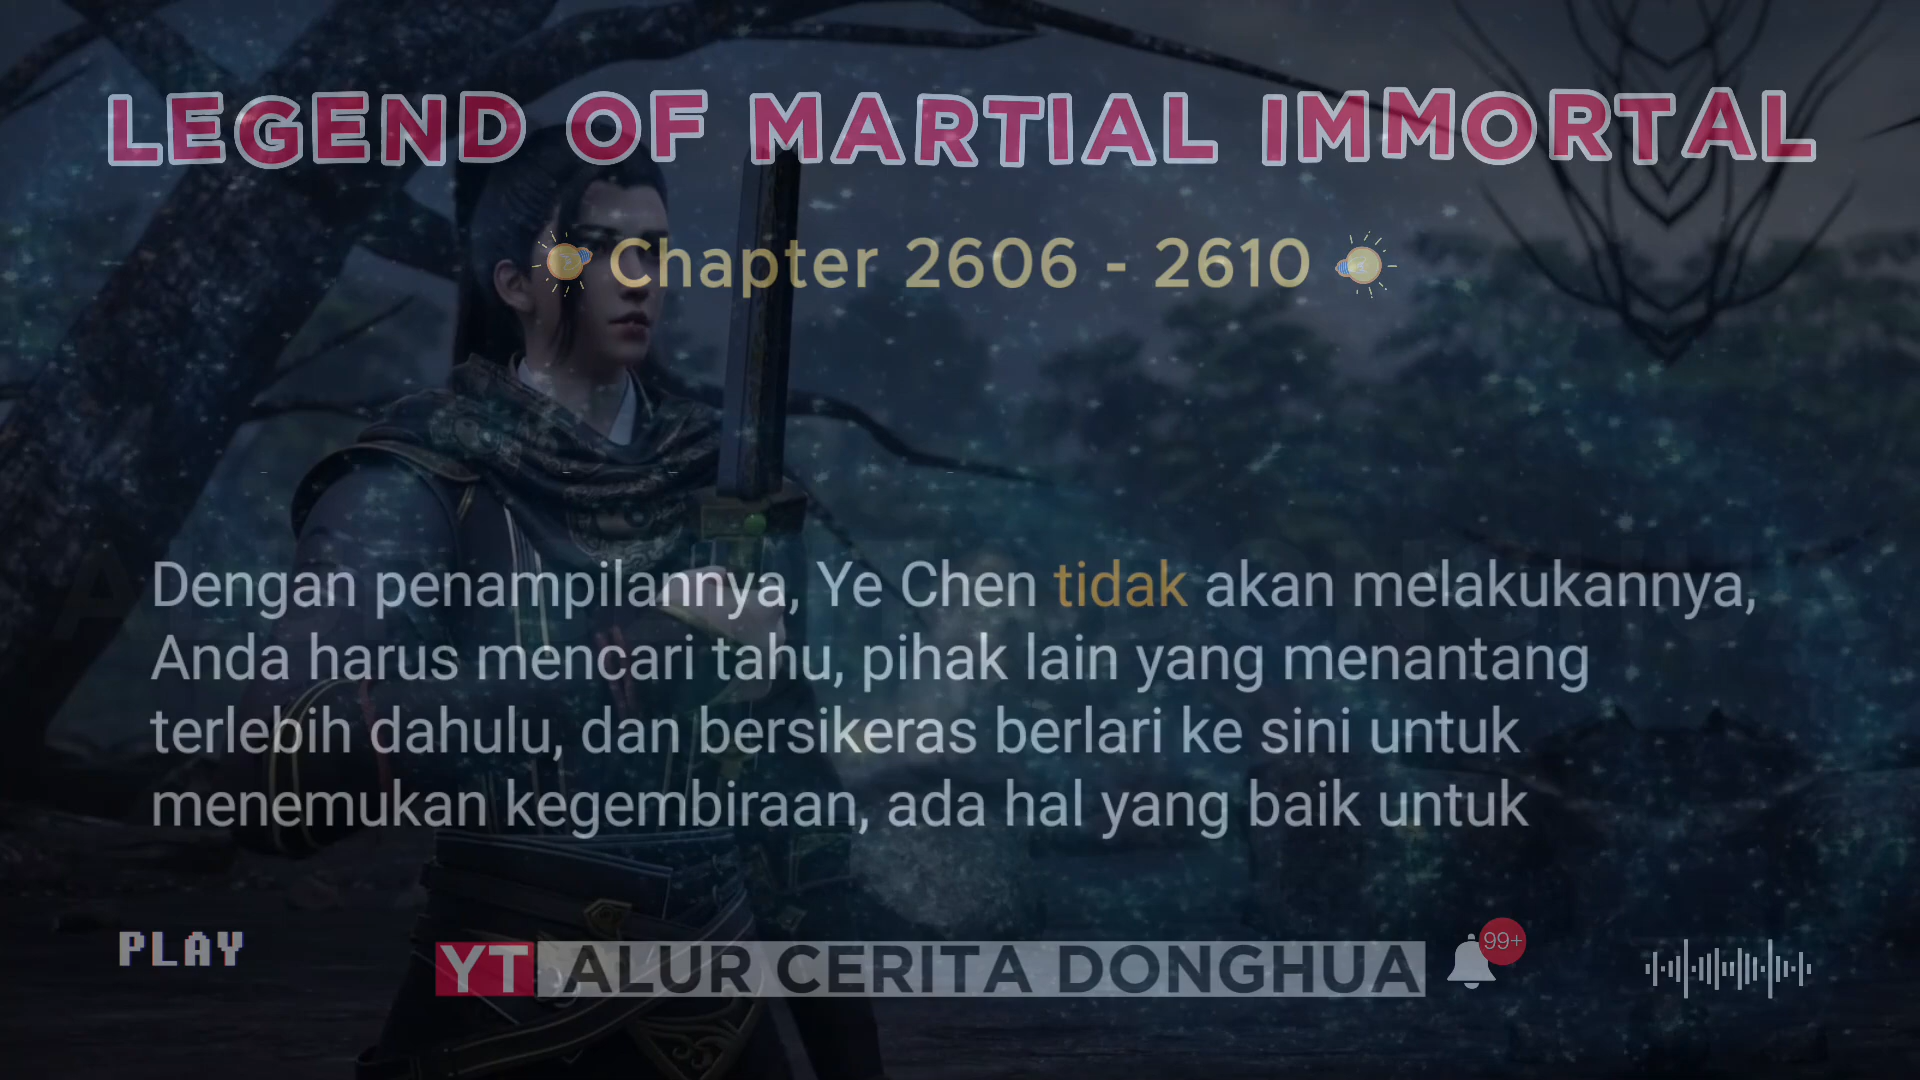 LEGEND OF MARTIAL IMMORTAL
Chapter 2606 - 2610
Dengan penampilannya, Ye Chen tidak akan melakukannya,
Anda harus mencari tahu, pihak lain yang menantang
terlebih dahulu, dan bersikeras berlari ke sini untuk
menemukan kegembiraan, ada hal yang baik untuk
PLAY
YT ALUR CERITA DONGHUA
99+